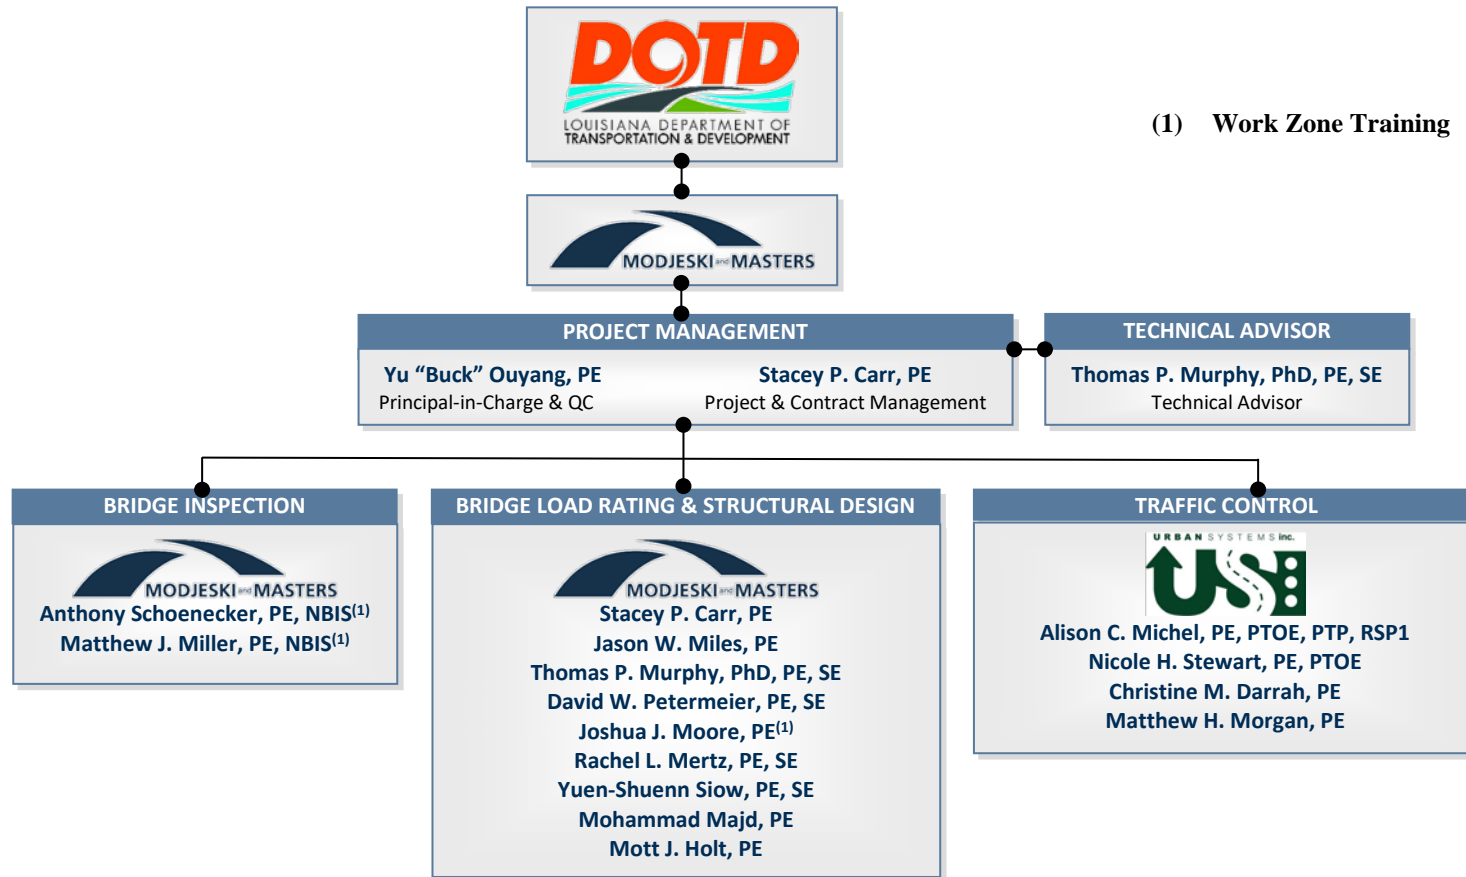 DOTD
LOUISIANA DEPARTMENT OF
TRANSPORTATION & DEVELOPMENT
(1) Work Zone Training
MODJESKI and MASTERS
PROJECT MANAGEMENT
Yu “Buck” Ouyang, PE
Principal-in-Charge & QC
Stacey P. Carr, PE
Project & Contract Management
TECHNICAL ADVISOR
Thomas P. Murphy, PhD, PE, SE
Technical Advisor
BRIDGE INSPECTION
MODJESKI and MASTERS
Anthony Schoenecker, PE, NBIS(1)
Matthew J. Miller, PE, NBIS(1)
BRIDGE LOAD RATING & STRUCTURAL DESIGN
MODJESKI and MASTERS
Stacey P. Carr, PE
Jason W. Miles, PE
Thomas P. Murphy, PhD, PE, SE
David W. Petermeier, PE, SE
Joshua J. Moore, PE(1)
Rachel L. Mertz, PE, SE
Yuen-Shuenn Siow, PE, SE
Mohammad Majd, PE
Mott J. Holt, PE
TRAFFIC CONTROL
URBAN SYSTEMS inc.
USI
Alison C. Michel, PE, PTOE, PTP, RSP1
Nicole H. Stewart, PE, PTOE
Christine M. Darrah, PE
Matthew H. Morgan, PE